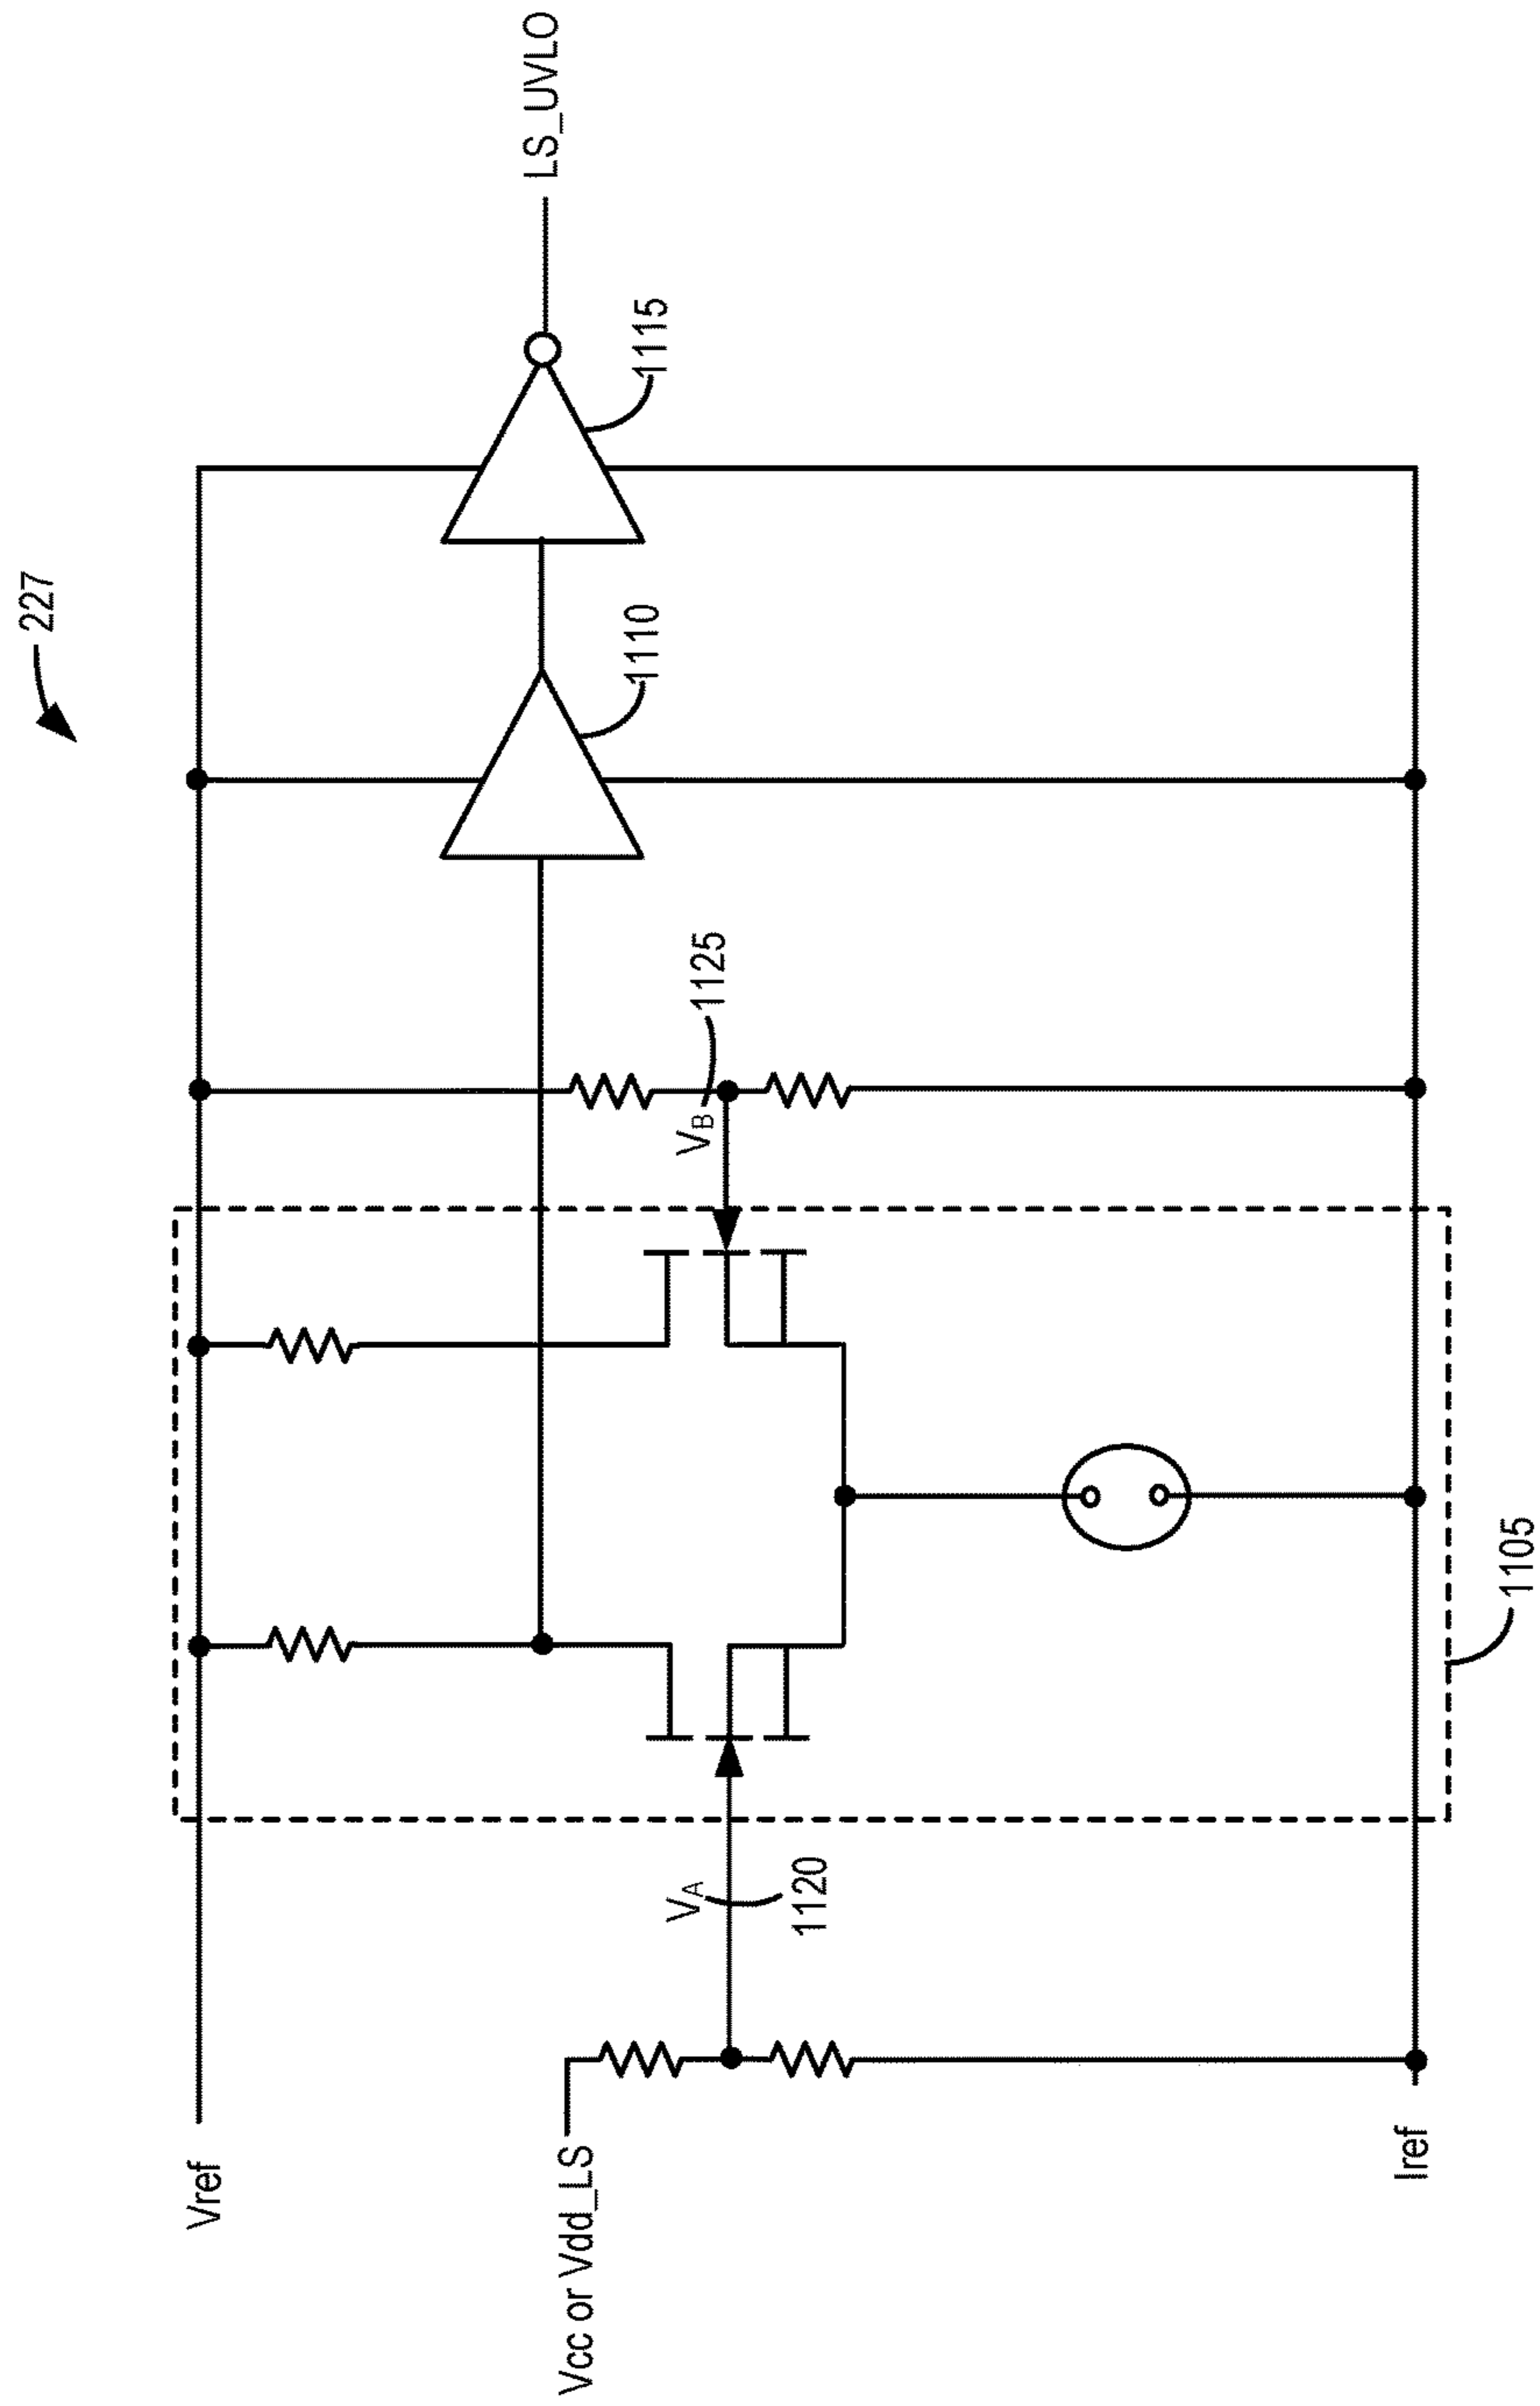 227
Vref
Vcc or Vdd_LS
Iref
VA
1120
VB
1125
1105
1110
1115
LS_UVLO